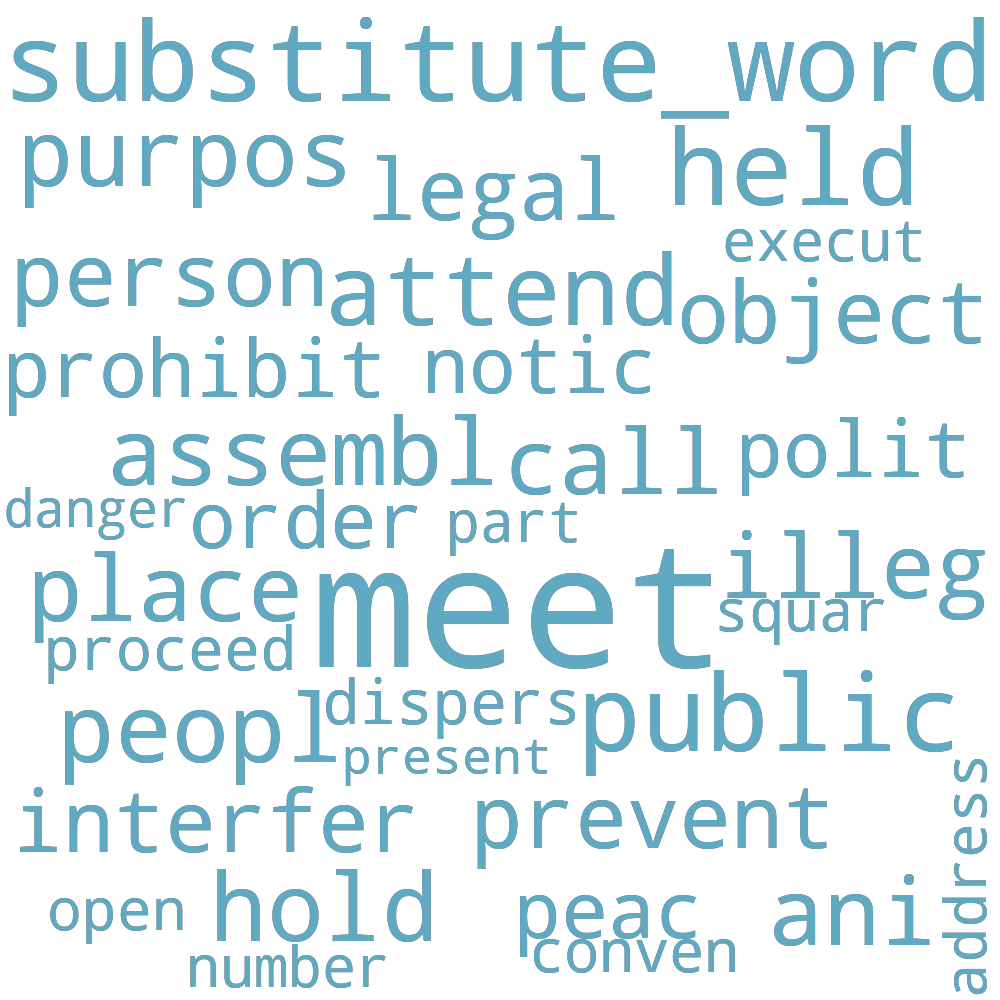 substitute_word
purpos
legal
held
execut
person
attend
object
prohibit
notic
assembl
call
polit
danger
order
part
illeg
place
meet
squar
proceed
peopl
dispers
public
present
interfer
prevent
address
open
hold
peac
ani
conven
number